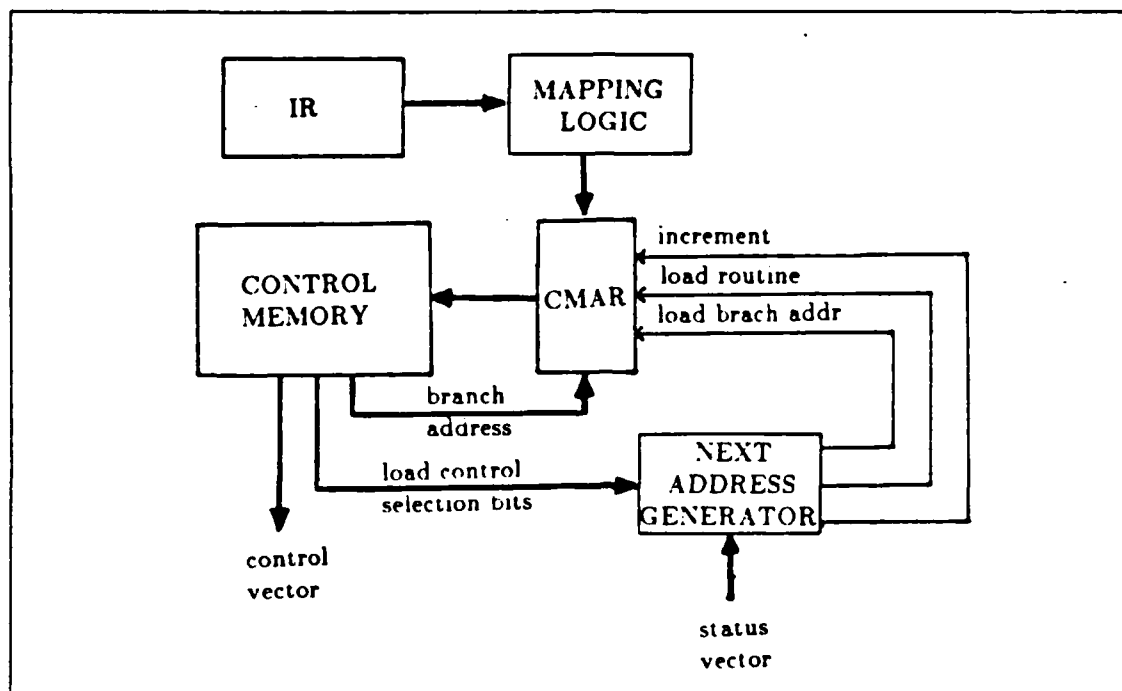 IR
MAPPING
LOGIC
CONTROL
MEMORY
CMAR
increment
load routine
load brach addr
branch
address
load control
selection bits
NEXT
ADDRESS
GENERATOR
control
vector
status
vector